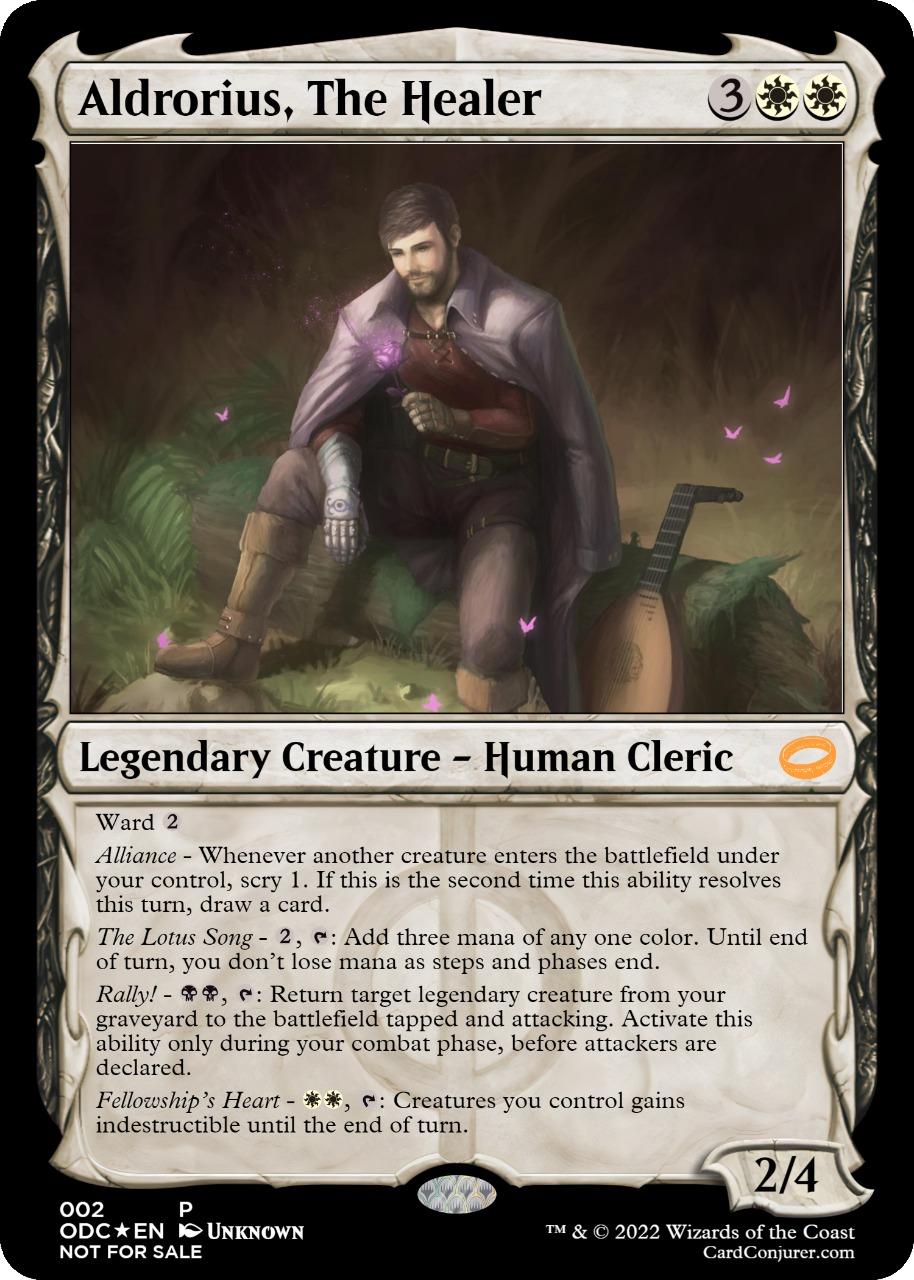 Aldrorius, The Healer 3
Legendary Creature – Human Cleric
Ward 2
Alliance - Whenever another creature enters the battlefield under
your control, scry 1. If this is the second time this ability resolves
this turn, draw a card.
The Lotus Song - 2, : Add three mana of any one color. Until end
of turn, you don't lose mana as steps and phases end.
Rally! - , : Return target legendary creature from your
graveyard to the battlefield tapped and attacking. Activate this
ability only during your combat phase, before attackers are
declared.
Fellowship's Heart - , : Creatures you control gains
indestructible until the end of turn.
2/4
002 P
ODC★EN Unknown
NOT FOR SALE
™ & © 2022 Wizards of the Coast
CardConjurer.com